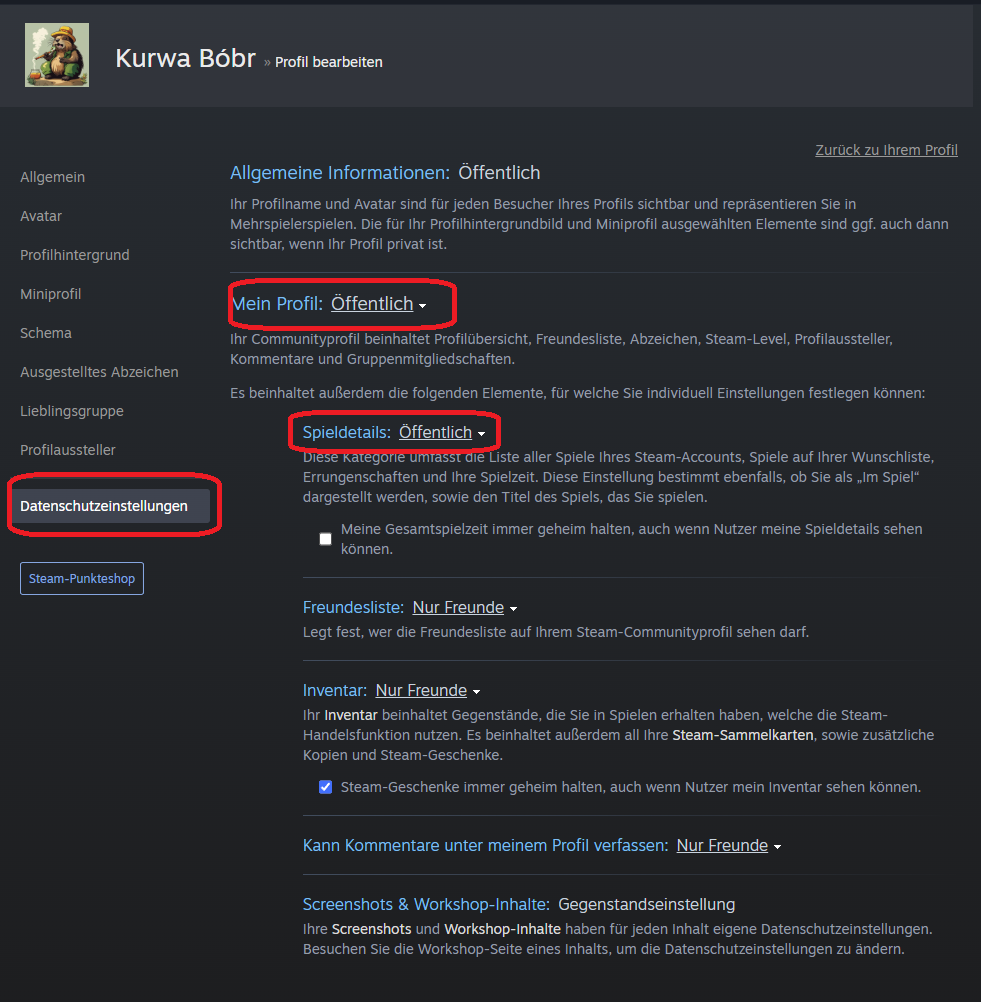 Kurwa Bóbr » Profil bearbeiten
Zurück zu Ihrem Profil
Allgemein
Avatar
Profilhintergrund
Miniprofil
Schema
Ausgestelltes Abzeichen
Lieblingsgruppe
Profilaussteller
Datenschutzeinstellungen
Steam-Punkteshop
Allgemeine Informationen: Öffentlich
Ihr Profilname und Avatar sind für jeden Besucher Ihres Profils sichtbar und repräsentieren Sie in
Mehrspielerspielen. Die für Ihr Profilhintergrundbild und Miniprofil ausgewählten Elemente sind ggf. auch dann
sichtbar, wenn Ihr Profil privat ist.
Mein Profil: Öffentlich
Ihr Communityprofil beinhaltet Profilübersicht, Freundesliste, Abzeichen, Steam-Level, Profilaussteller,
Kommentare und Gruppenmitgliedschaften.
Es beinhaltet außerdem die folgenden Elemente, für welche Sie individuell Einstellungen festlegen können:
Spieldetails: Öffentlich
Diese Kategorie umfasst die Liste aller Spiele Ihres Steam-Accounts, Spiele auf Ihrer Wunschliste,
Errungenschaften und Ihre Spielzeit. Diese Einstellung bestimmt ebenfalls, ob Sie als „Im Spiel“
dargestellt werden, sowie den Titel des Spiels, das Sie spielen.
Meine Gesamtspielzeit immer geheim halten, auch wenn Nutzer meine Spieldetails sehen
können.
Freundesliste: Nur Freunde
Legt fest, wer die Freundesliste auf Ihrem Steam-Communityprofil sehen darf.
Inventar: Nur Freunde
Ihr Inventar beinhaltet Gegenstände, die Sie in Spielen erhalten haben, welche die Steam-
Handelsfunktion nutzen. Es beinhaltet außerdem all Ihre Steam-Sammelkarten, sowie zusätzliche
Kopien und Steam-Geschenke.
Steam-Geschenke immer geheim halten, auch wenn Nutzer mein Inventar sehen können.
Kann Kommentare unter meinem Profil verfassen: Nur Freunde
Screenshots & Workshop-Inhalte: Gegenstandseinstellung
Ihre Screenshots und Workshop-Inhalte haben für jeden Inhalt eigene Datenschutzeinstellungen.
Besuchen Sie die Workshop-Seite eines Inhalts, um die Datenschutzeinstellungen zu ändern.